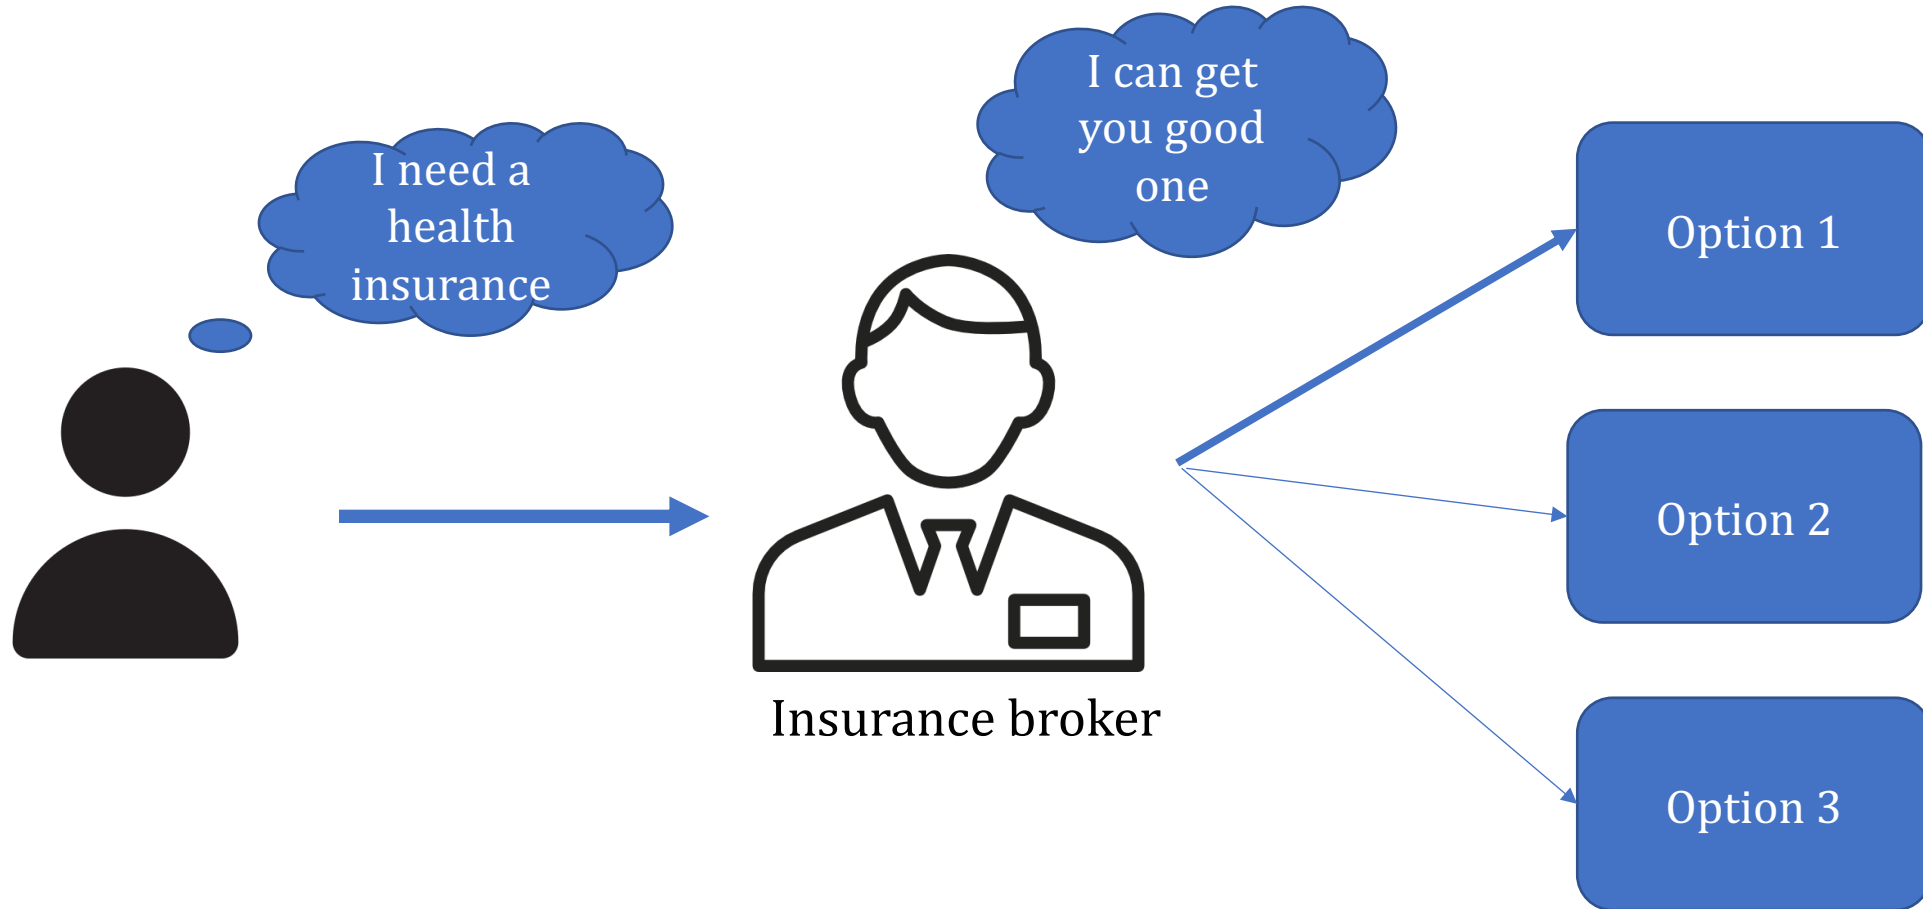 I need a
health
insurance
I can get
you good
one
Insurance broker
Option 1
Option 2
Option 3